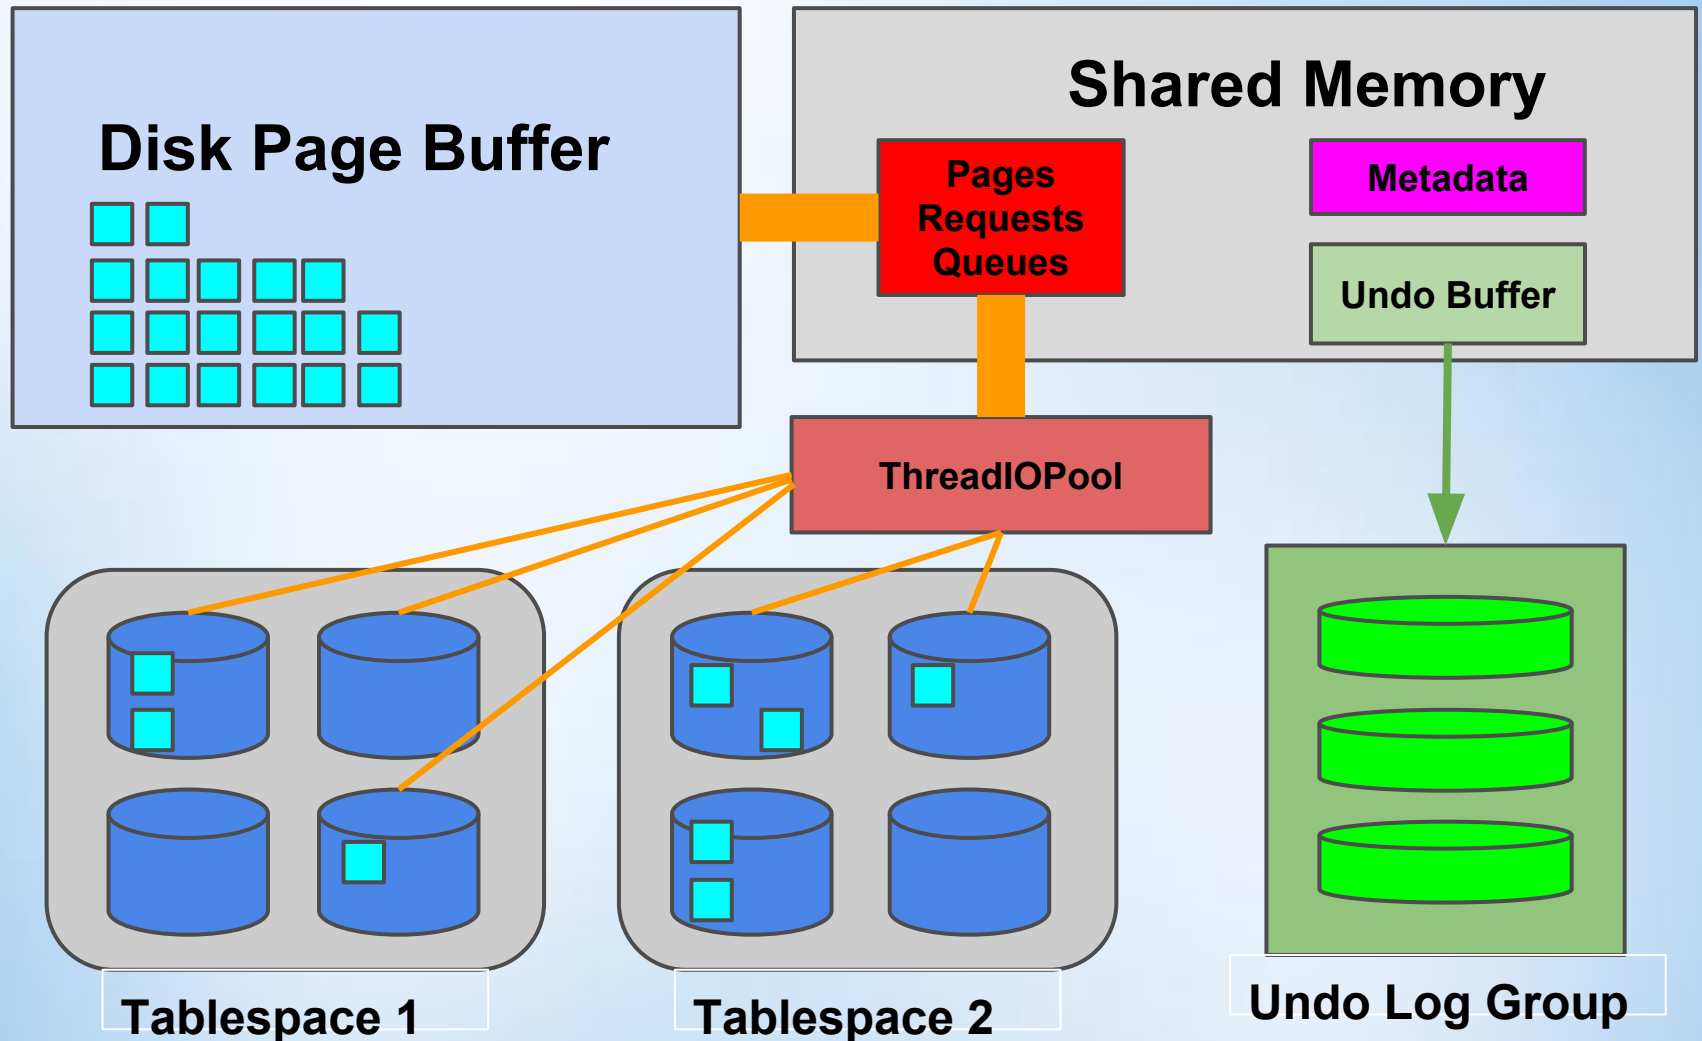 Disk Page Buffer
Shared Memory
Pages
Requests
Queues
Metadata
Undo Buffer
ThreadIOPool
Tablespace 1
Tablespace 2
Undo Log Group